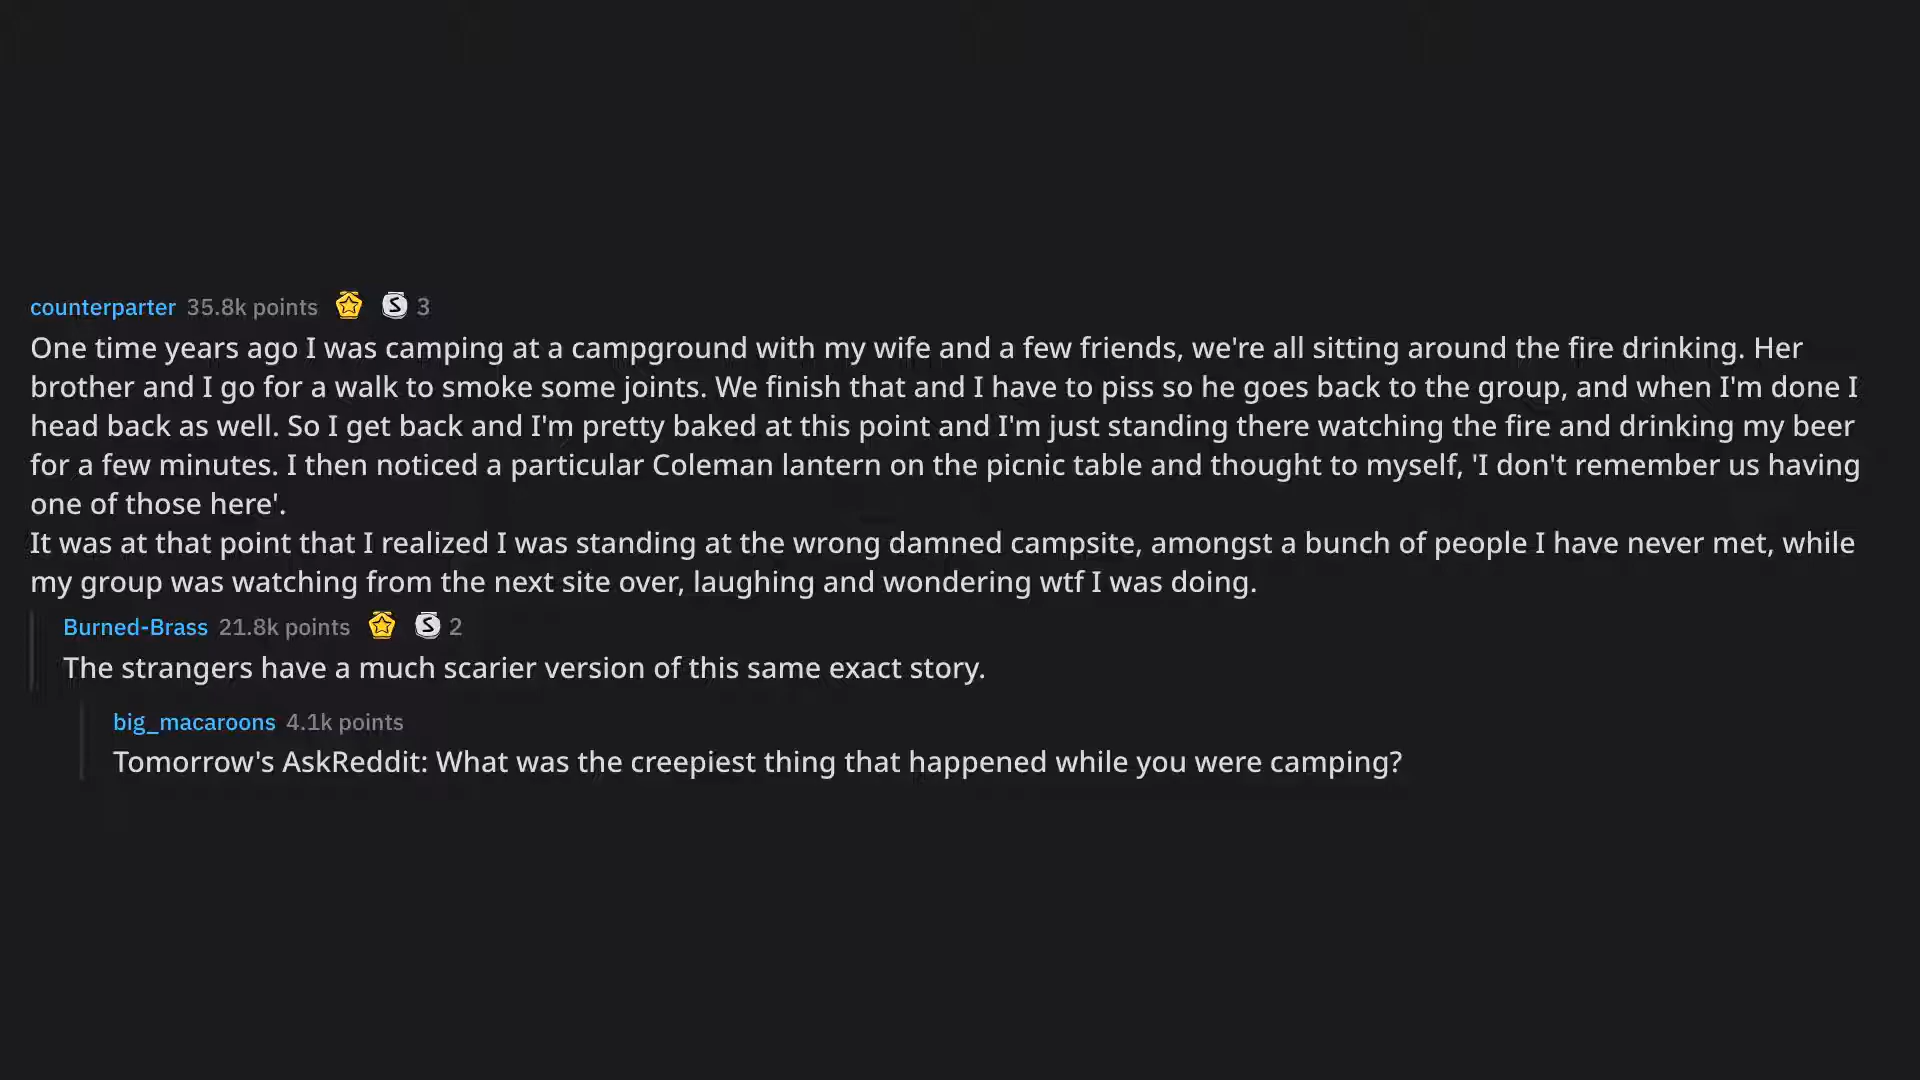 counterparter 35.8k points 3
One time years ago I was camping at a campground with my wife and a few friends, we're all sitting around the fire drinking. Her
brother and I go for a walk to smoke some joints. We finish that and I have to piss so he goes back to the group, and when I'm done I
head back as well. So I get back and I'm pretty baked at this point and I'm just standing there watching the fire and drinking my beer
for a few minutes. I then noticed a particular Coleman lantern on the picnic table and thought to myself, 'I don't remember us having
one of those here'.
It was at that point that I realized I was standing at the wrong damned campsite, amongst a bunch of people I have never met, while
my group was watching from the next site over, laughing and wondering wtf I was doing.
Burned-Brass 21.8k points S 2
The strangers have a much scarier version of this same exact story.
big_macaroons 4.1k points
Tomorrow's AskReddit: What was the creepiest thing that happened while you were camping?